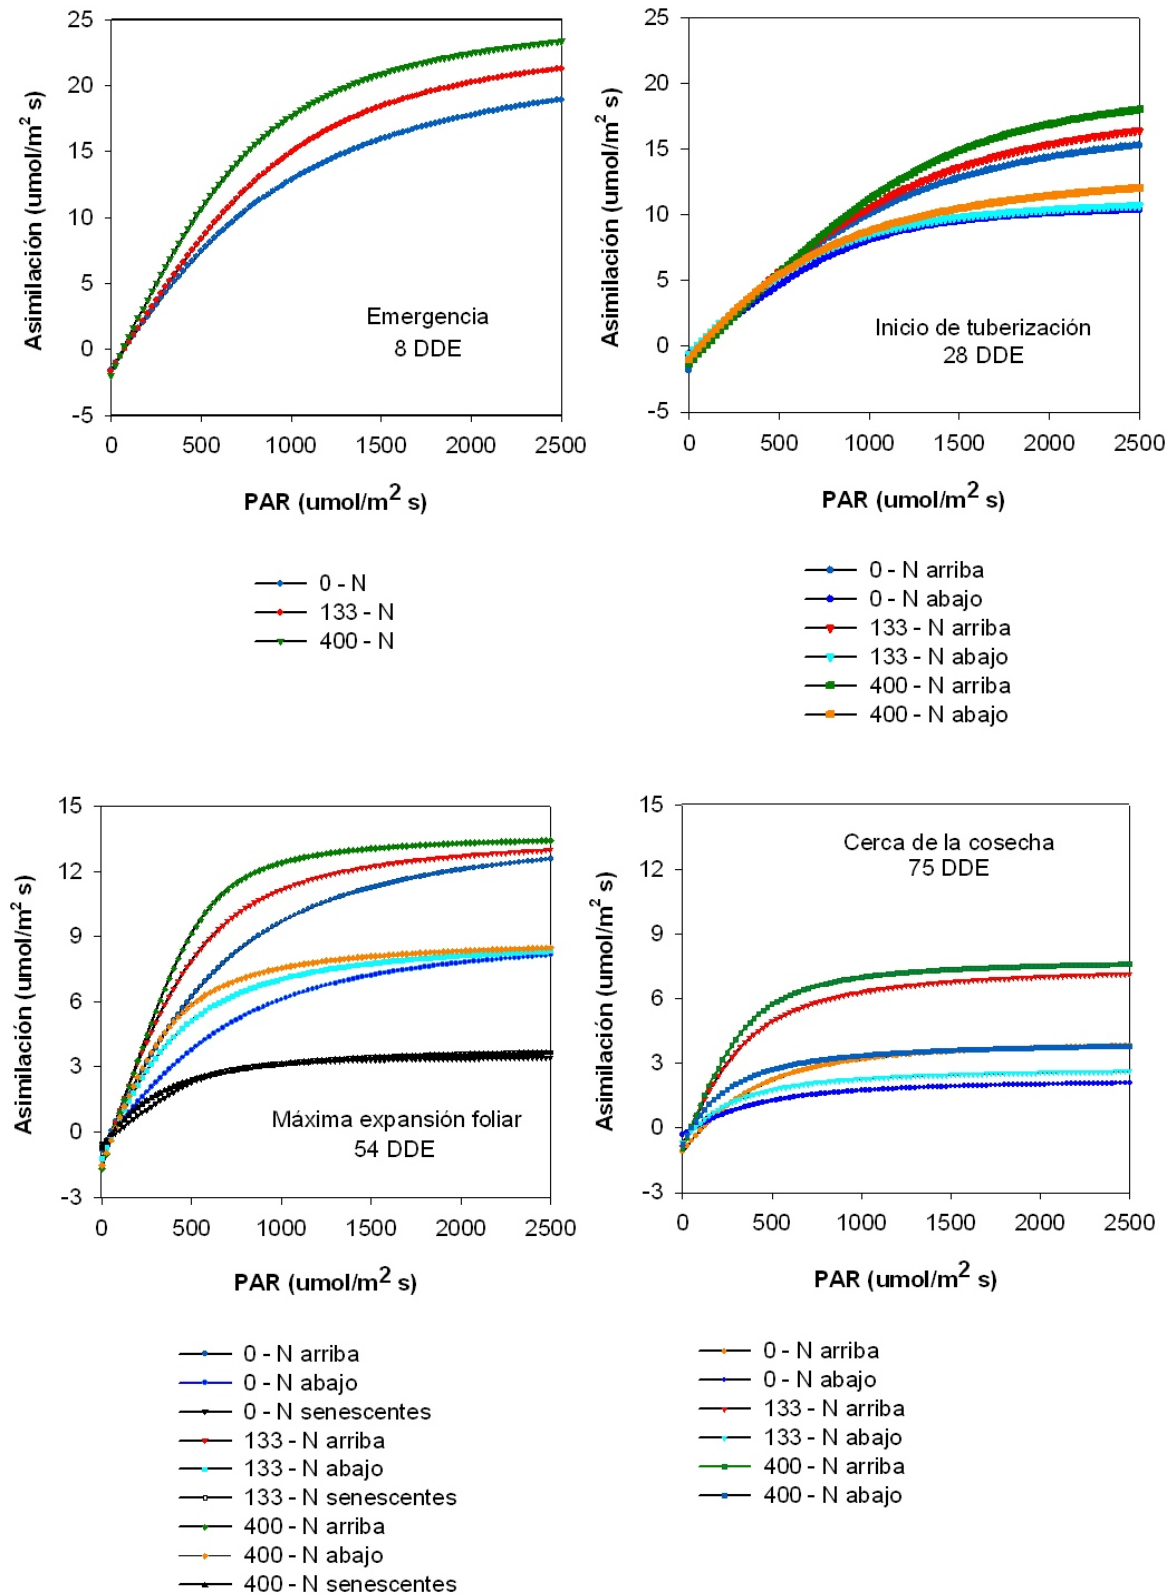 Asimilación (umol/m² s)
25
20
15
10
5
0
-5
Emergencia
8 DDE
0 500 1000 1500 2000 2500
PAR (umol/m² s)
0 - N
133 - N
400 - N
Asimilación (umol/m² s)
25
20
15
10
5
0
-5
Inicio de tuberización
28 DDE
0 500 1000 1500 2000 2500
PAR (umol/m² s)
0 - N arriba
0 - N abajo
133 - N arriba
133 - N abajo
400 - N arriba
400 - N abajo
Asimilación (umol/m² s)
15
12
9
6
3
0
-3
Máxima expansión foliar
54 DDE
0 500 1000 1500 2000 2500
PAR (umol/m² s)
0 - N arriba
0 - N abajo
0 - N senescentes
133 - N arriba
133 - N abajo
133 - N senescentes
400 - N arriba
400 - N abajo
400 - N senescentes
Asimilación (umol/m² s)
15
12
9
6
3
0
-3
Cerca de la cosecha
75 DDE
0 500 1000 1500 2000 2500
PAR (umol/m² s)
0 - N arriba
0 - N abajo
133 - N arriba
133 - N abajo
400 - N arriba
400 - N abajo